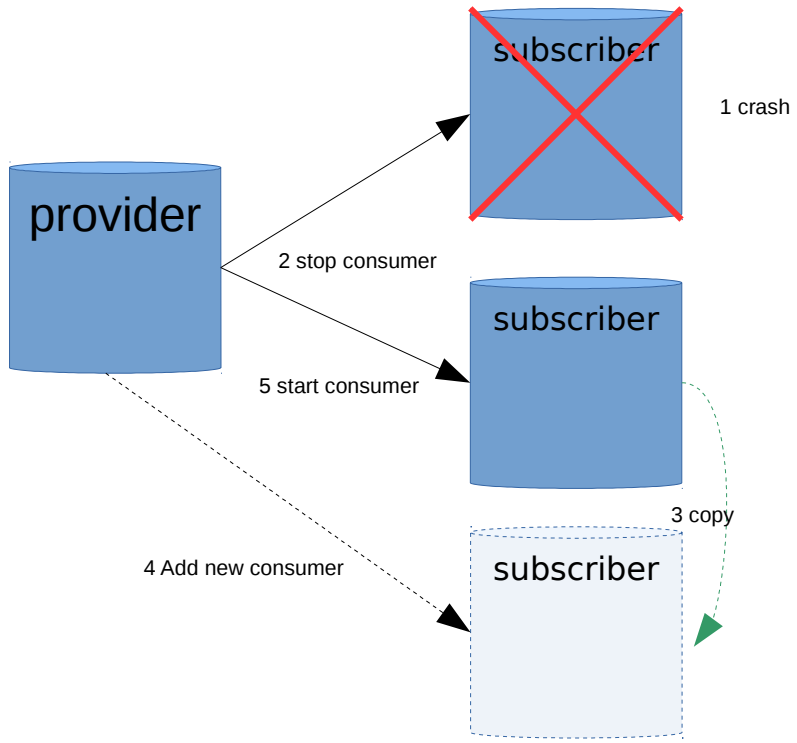 subscriber
1 crash
provider
2 stop consumer
subscriber
5 start consumer
3 copy
4 Add new consumer
subscriber